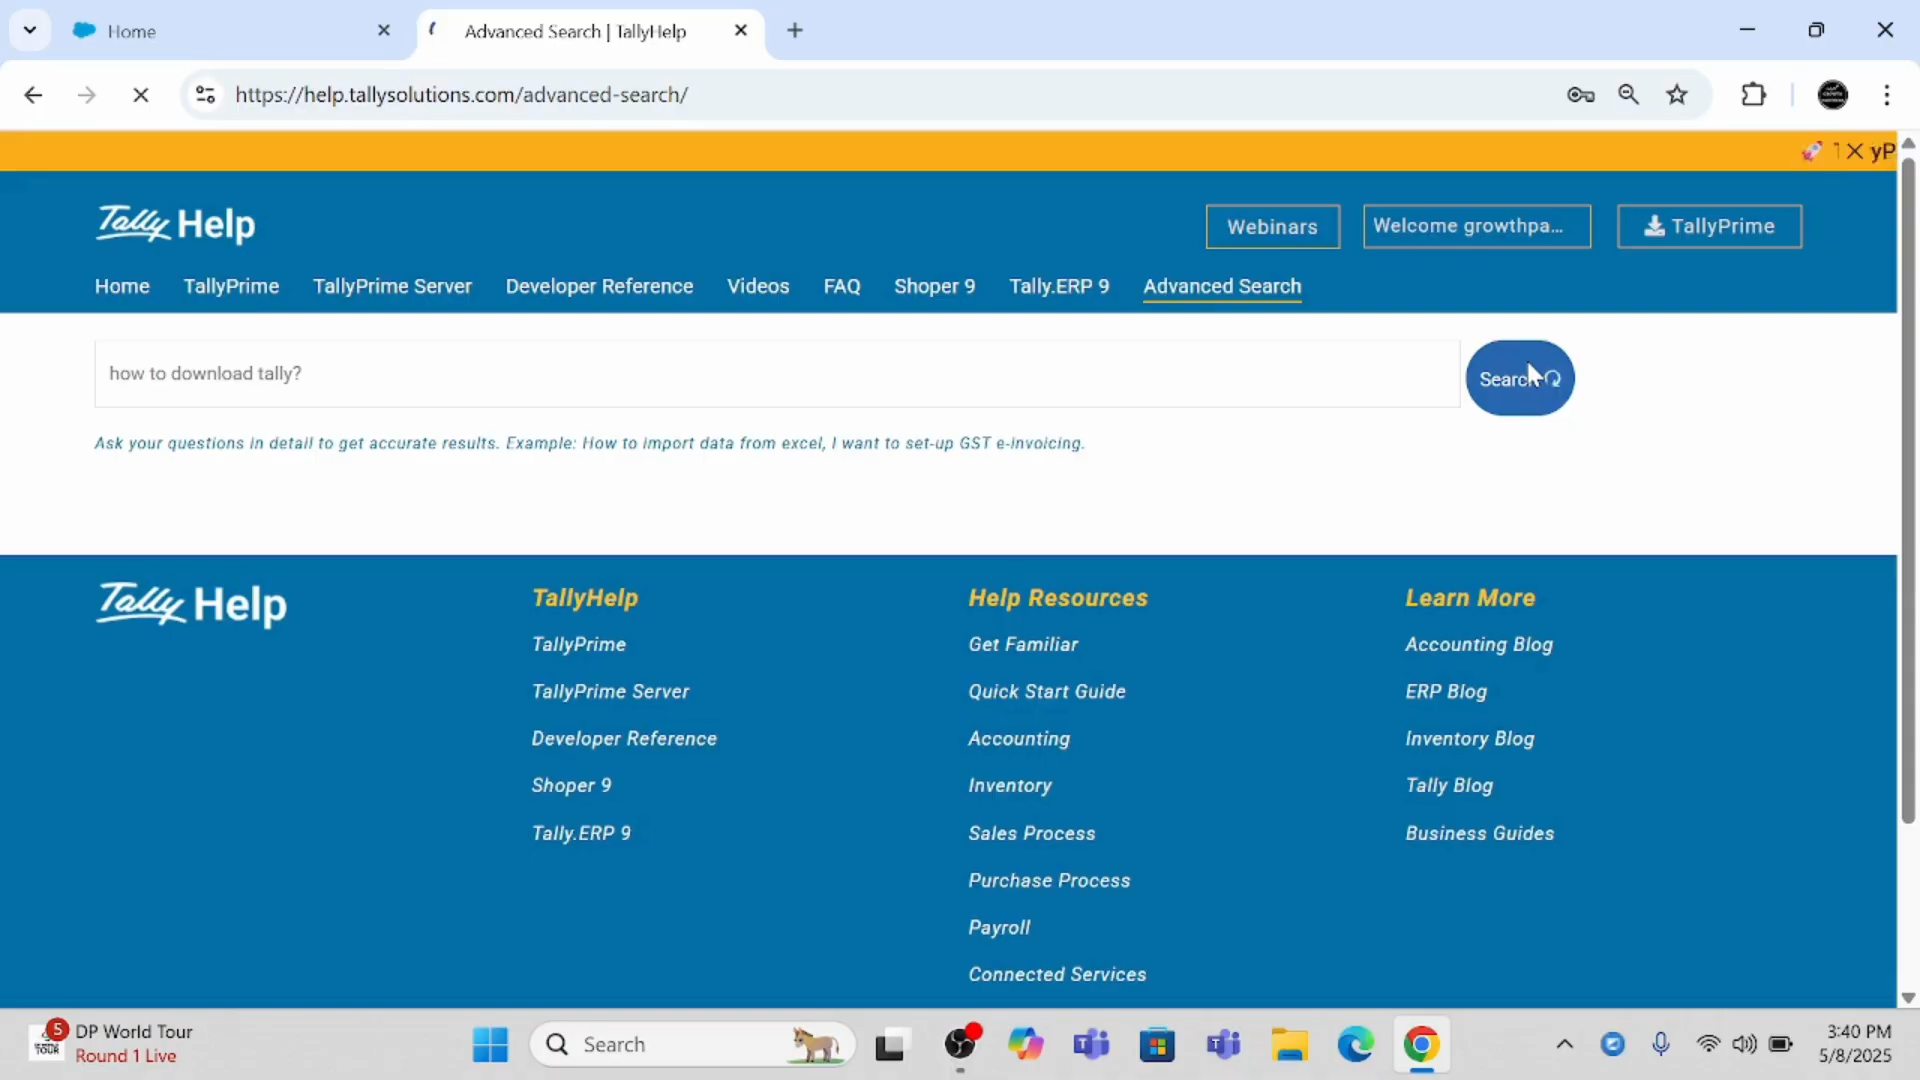 Home
Advanced Search | TallyHelp
https://help.tallysolutions.com/advanced-search/
yP
Tally Help
Webinars
Welcome growthpa...
TallyPrime
Home
TallyPrime
TallyPrime Server
Developer Reference
Videos
FAQ
Shoper 9
Tally.ERP 9
Advanced Search
how to download tally?
Search
Ask your questions in detail to get accurate results. Example: How to import data from excel, I want to set-up GST e-invoicing.
Tally Help
TallyHelp
TallyPrime
TallyPrime Server
Developer Reference
Shoper 9
Tally.ERP 9
Help Resources
Get Familiar
Quick Start Guide
Accounting
Inventory
Sales Process
Purchase Process
Payroll
Connected Services
Learn More
Accounting Blog
ERP Blog
Inventory Blog
Tally Blog
Business Guides
5
DP World Tour
Round 1 Live
Search
3:40 PM
5/8/2025